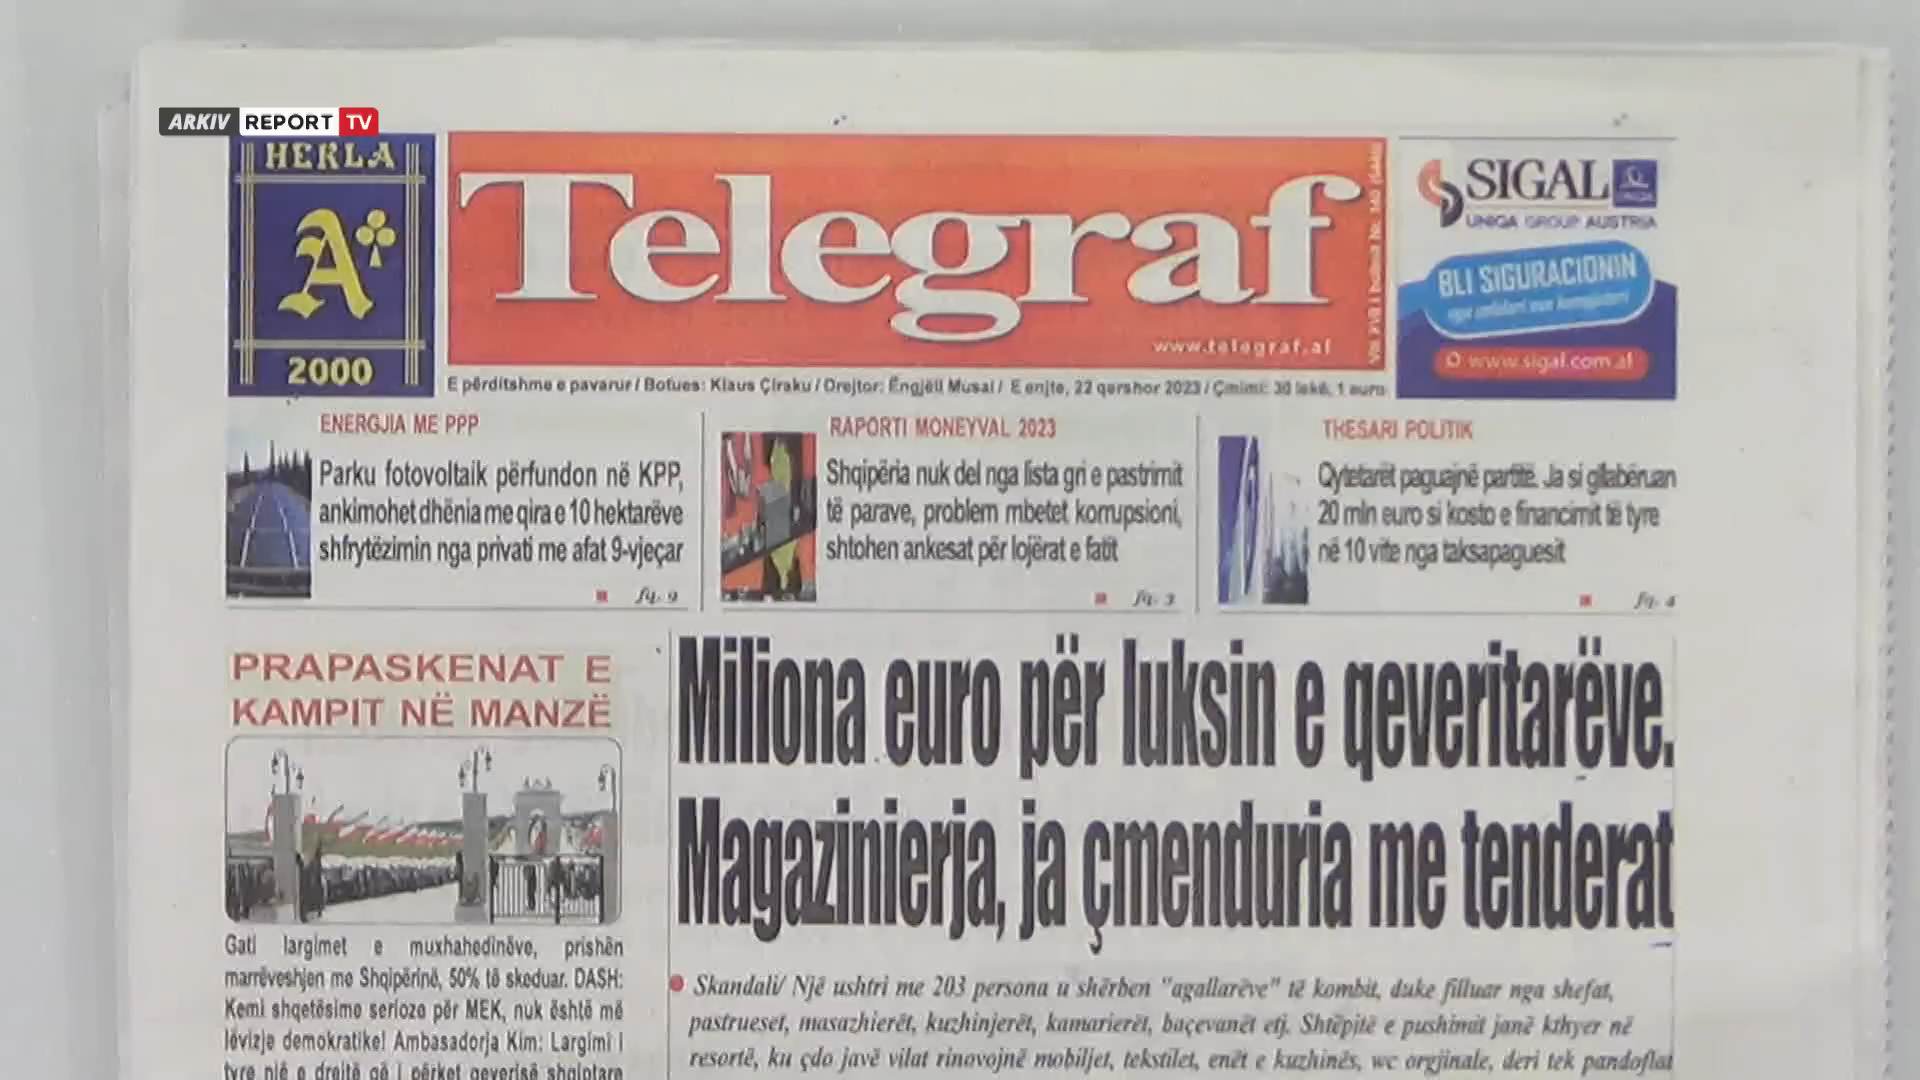 ARKIV REPORT TV
HERLA
A
2000
Telegraf
www.telegraf.al
SIGAL
UNIQA GROUP AUSTRIA
BLI SIGURACIONIN
www.sigal.com.al
E përditshme e pavarur / Botues: Klaus Çiraku / Drejtor: Ëngjëll Musai / E enjte, 22 qershor 2023 / Çmimi: 30 lekë, 1 euro
ENERGJIA ME PPP
Parku fotovoltaik përfundon në KPP,
ankimohet dhënia me qira e 10 hektarëve
shfrytëzimin nga privati me afat 9-vjeçar
fq. 9
RAPORTI MONEYVAL 2023
Shqipëria nuk del nga lista gri e pastrimit
të parave, problem mbetet korrupsioni,
shtohen ankesat për lojërat e fatit
fq. 3
THESARI POLITIK
Qytetarët paguajnë partitë. Ja si gllabëruan
20 mln euro si kosto e financimit të tyre
në 10 vite nga taksapaguesit
fq. 4
PRAPASKENAT E
KAMPIT NË MANZË
Gati largimet e muxhahedinëve, prishën
marrëveshjen me Shqipërinë, 50% të skeduar. DASH:
Kemi shqetësime serioze për MEK, nuk është më
lëvizje demokratike! Ambasadorja Kim: Largimi i
tyre një e drejtë që i përket qeverisë shqiptare
Miliona euro për luksin e qeveritarëve.
Magazinierja, ja çmenduria me tenderat
Skandali/ Një ushtri me 203 persona u shërben "agallarëve" të kombit, duke filluar nga shefat,
pastrueset, masazhierët, kuzhinjerët, kamarierët, baçevanët etj. Shtëpitë e pushimit janë kthyer në
resortë, ku çdo javë vilat rinovojnë mobiljet, tekstilet, enët e kuzhinës, wc orgjinale, deri tek pandoflat